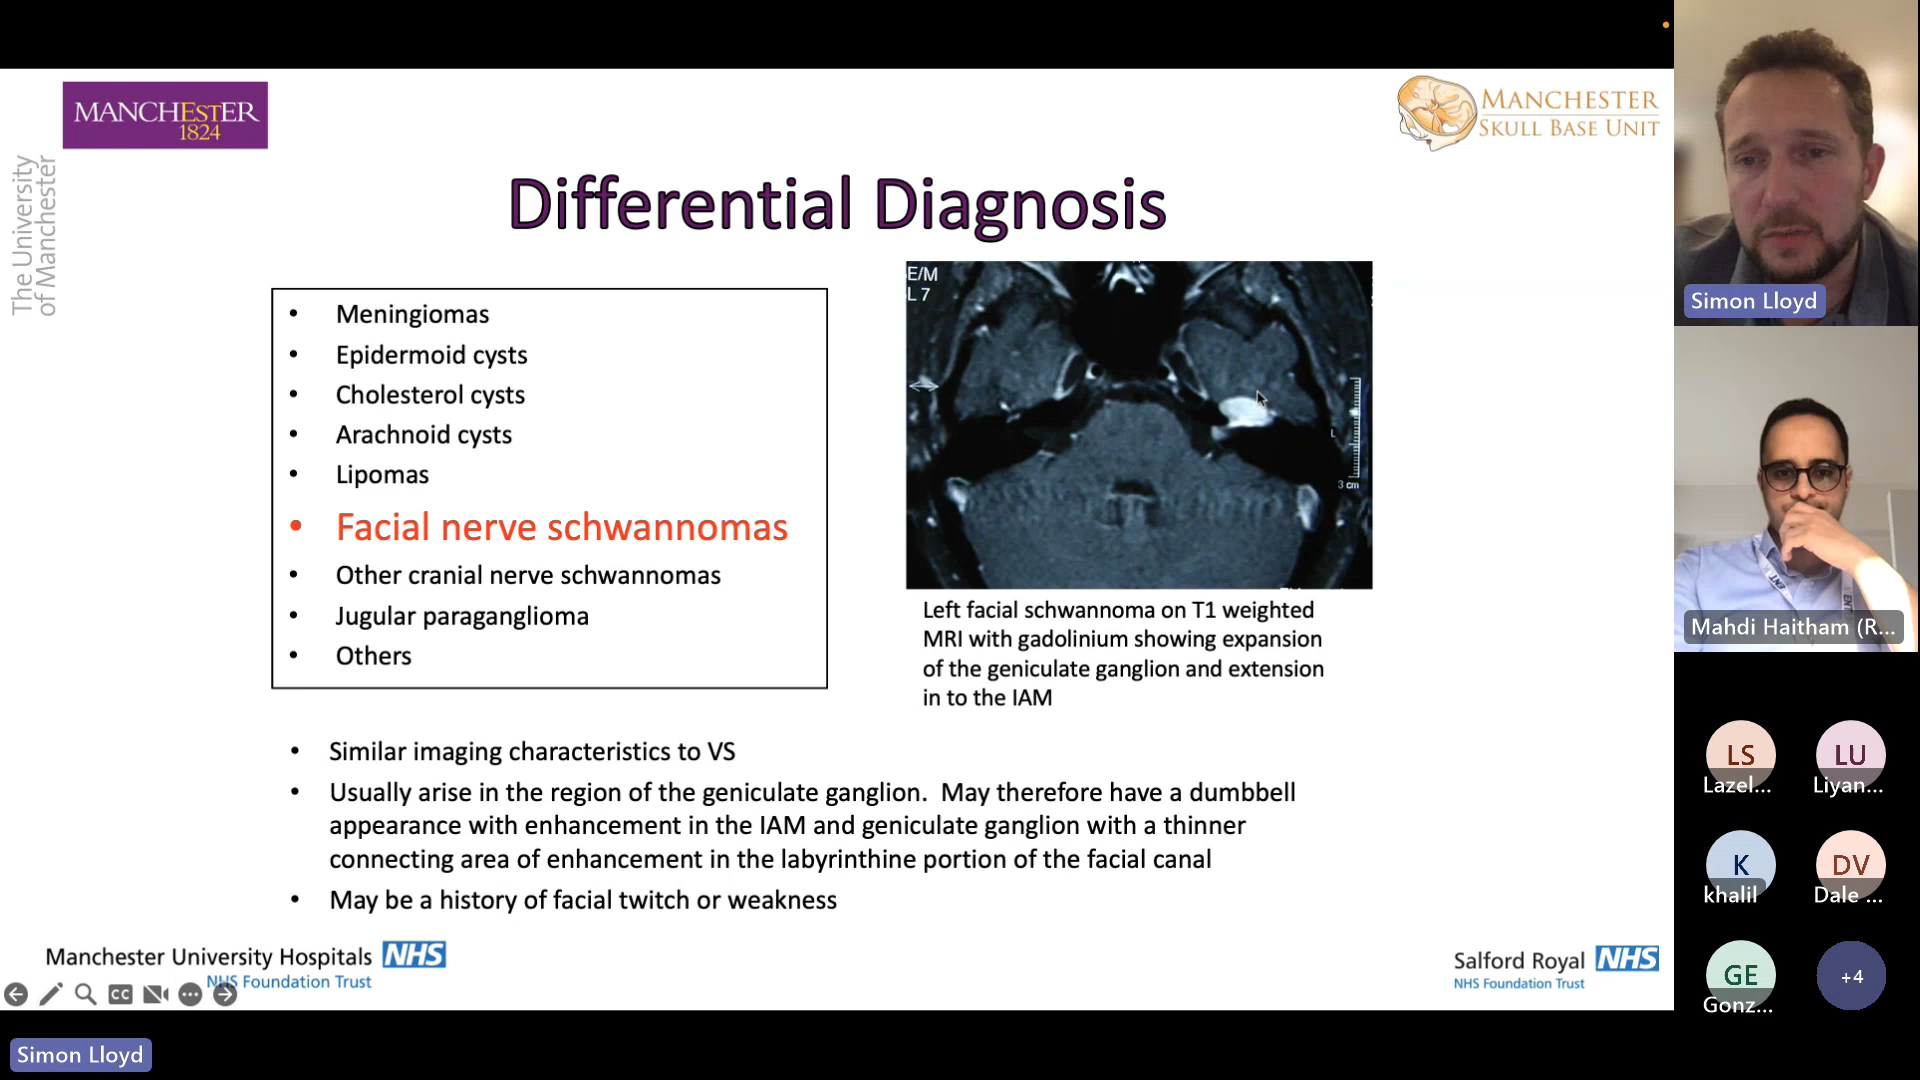 MANCHESTER
1824
The University
of Manchester
MANCHESTER
SKULL BASE UNIT
Differential Diagnosis
• Meningiomas
• Epidermoid cysts
• Cholesterol cysts
• Arachnoid cysts
• Lipomas
• Facial nerve schwannomas
• Other cranial nerve schwannomas
• Jugular paraganglioma
• Others
E/M
L 7
L
3 cm
Left facial schwannoma on T1 weighted
MRI with gadolinium showing expansion
of the geniculate ganglion and extension
in to the IAM
• Similar imaging characteristics to VS
• Usually arise in the region of the geniculate ganglion. May therefore have a dumbbell
appearance with enhancement in the IAM and geniculate ganglion with a thinner
connecting area of enhancement in the labyrinthine portion of the facial canal
• May be a history of facial twitch or weakness
Manchester University Hospitals NHS
NHS Foundation Trust
Salford Royal NHS
NHS Foundation Trust
CC
Simon Lloyd
Simon Lloyd
ENT
Mahdi Haitham (R...
LS
Lazel...
LU
Liyan...
K
khalil
DV
Dale ...
GE
Gonz...
+4